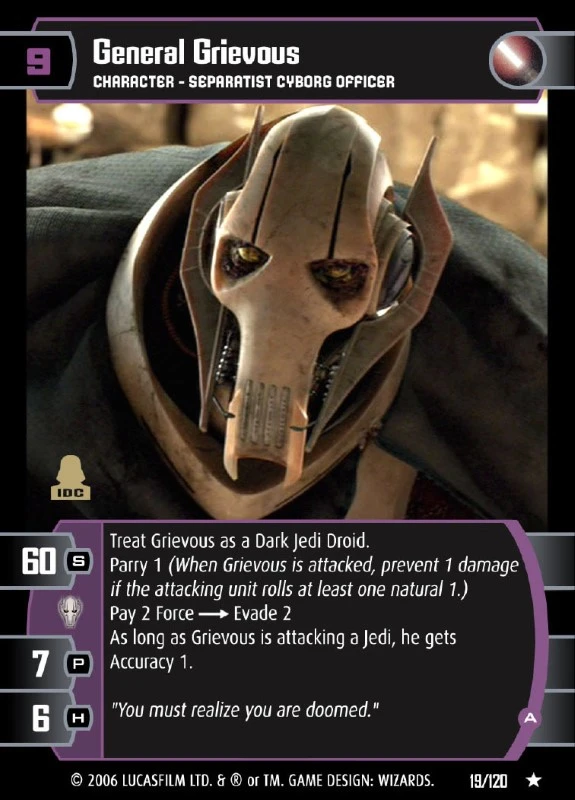 9
General Grievous
CHARACTER - SEPARATIST CYBORG OFFICER
IDC
60 S
Treat Grievous as a Dark Jedi Droid.
Parry 1 (When Grievous is attacked, prevent 1 damage
if the attacking unit rolls at least one natural 1.)
Pay 2 Force → Evade 2
As long as Grievous is attacking a Jedi, he gets
Accuracy 1.
7 P
6 H
"You must realize you are doomed."
A
© 2006 LUCASFILM LTD. & ® or TM. GAME DESIGN: WIZARDS. 19/120 ★